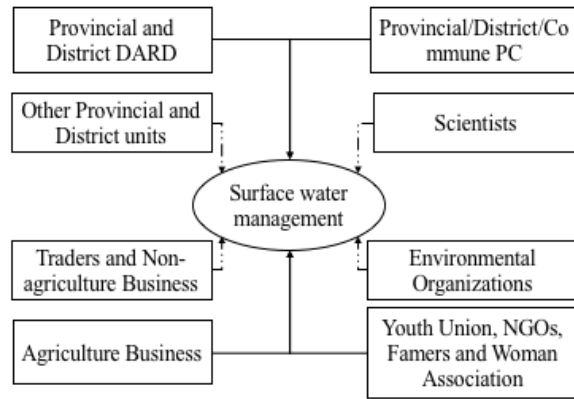 Provincial
and District DARD
Provincial/District/Co
mmune PC
Other Provincial and
District units
Scientists
Surface water
management
Traders and Non-
agriculture Business
Environmental
Organizations
Agriculture Business
Youth Union, NGOs,
Famers and Woman
Association